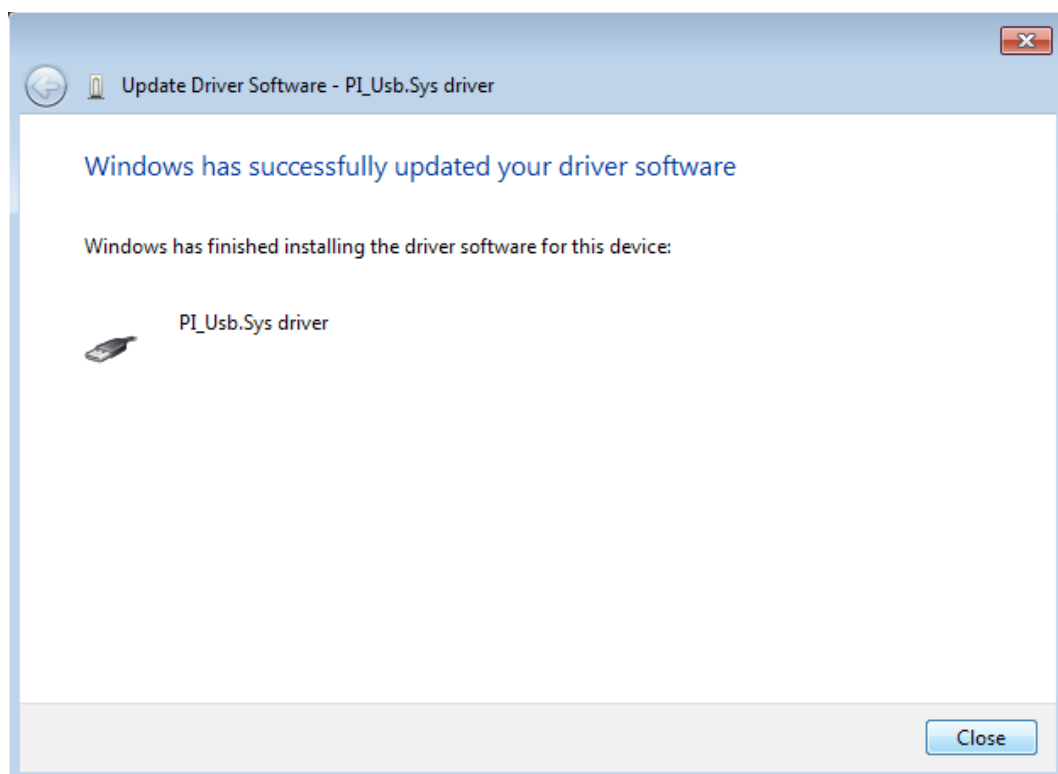 Update Driver Software - PI_Usb.Sys driver
Windows has successfully updated your driver software
Windows has finished installing the driver software for this device:
PI_Usb.Sys driver
Close